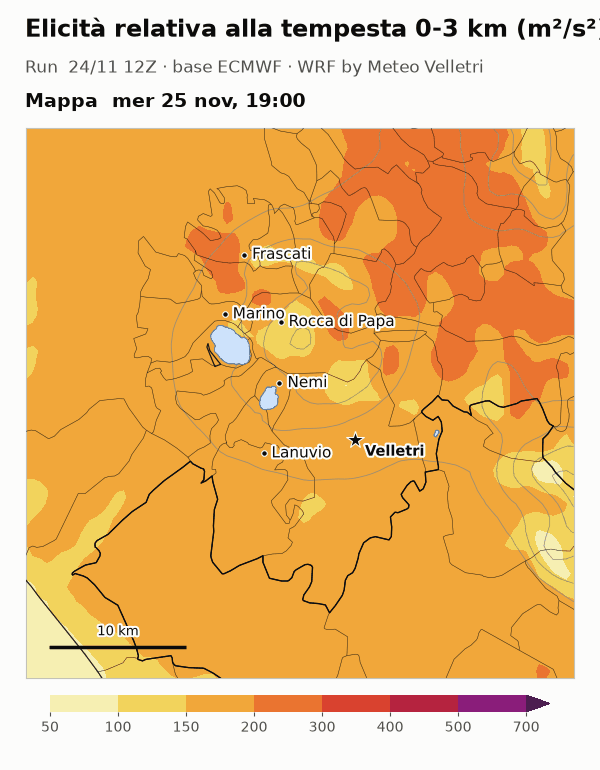 Elicità relativa alla tempesta 0-3 km (m²/s²)
Run  24/11 12Z · base ECMWF · WRF by Meteo Velletri
Mappa  mer 25 nov, 19:00
Frascati
Marino
Rocca di Papa
Nemi
Velletri
Lanuvio
10 km
50 100 150 200 300 400 500 700